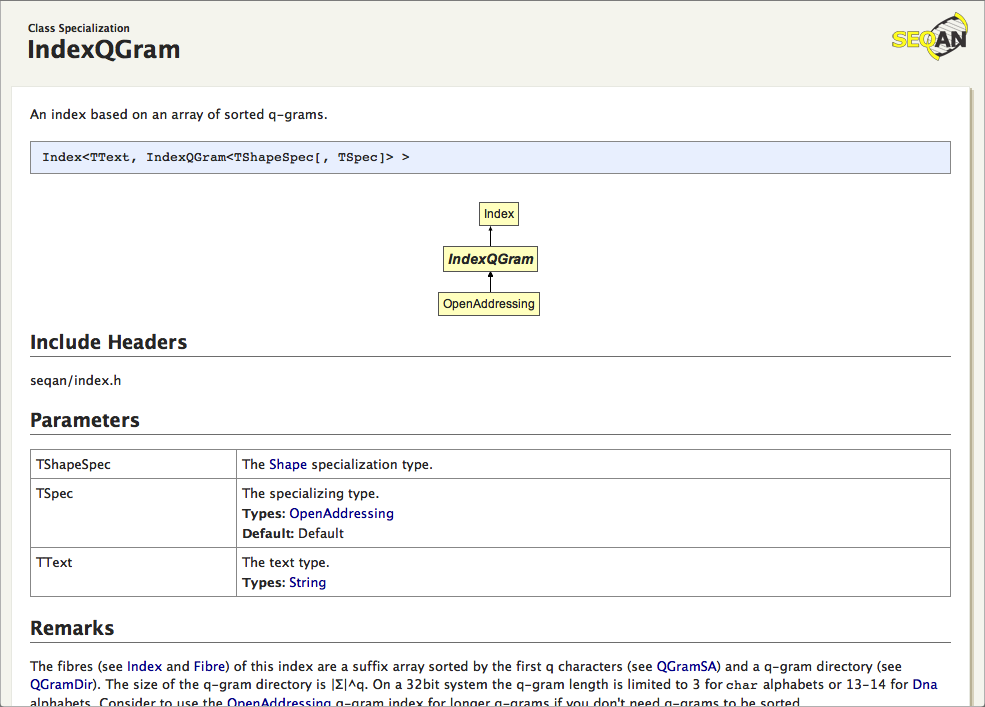 Class Specialization
IndexQGram
SEQAN
An index based on an array of sorted q-grams.
Index<TText, IndexQGram<TShapeSpec[, TSpec]> >
Index
IndexQGram
OpenAddressing
Include Headers
seqan/index.h
Parameters
TShapeSpec The Shape specialization type.
TSpec The specializing type.
Types: OpenAddressing
Default: Default
TText The text type.
Types: String
Remarks
The fibres (see Index and Fibre) of this index are a suffix array sorted by the first q characters (see QGramSA) and a q-gram directory (see
QGramDir). The size of the q-gram directory is |Σ|^q. On a 32bit system the q-gram length is limited to 3 for char alphabets or 13-14 for Dna
alphabets. Consider to use the OpenAddressing q-gram index for longer q-grams if you don't need q-grams to be sorted.